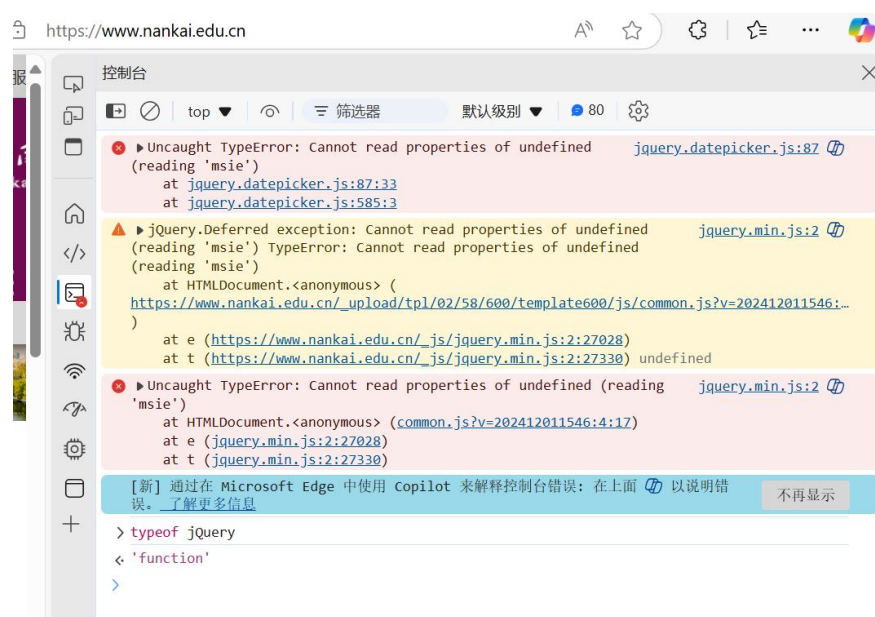 https://www.nankai.edu.cn
服
控制台
top ▼ 筛选器 默认级别 ▼ 80
▶Uncaught TypeError: Cannot read properties of undefined jquery.datepicker.js:87
(reading 'msie')
at jquery.datepicker.js:87:33
at jquery.datepicker.js:585:3
▶jQuery.Deferred exception: Cannot read properties of undefined jquery.min.js:2
(reading 'msie') TypeError: Cannot read properties of undefined
(reading 'msie')
at HTMLDocument.<anonymous> (
https://www.nankai.edu.cn/_upload/tpl/02/58/600/template600/js/common.js?v=202412011546:…
)
at e (https://www.nankai.edu.cn/_js/jquery.min.js:2:27028)
at t (https://www.nankai.edu.cn/_js/jquery.min.js:2:27330) undefined
▶Uncaught TypeError: Cannot read properties of undefined (reading jquery.min.js:2
'msie')
at HTMLDocument.<anonymous> (common.js?v=202412011546:4:17)
at e (jquery.min.js:2:27028)
at t (jquery.min.js:2:27330)
[新] 通过在 Microsoft Edge 中使用 Copilot 来解释控制台错误: 在上面 以说明错
误。 了解更多信息
不再显示
> typeof jQuery
'function'
>